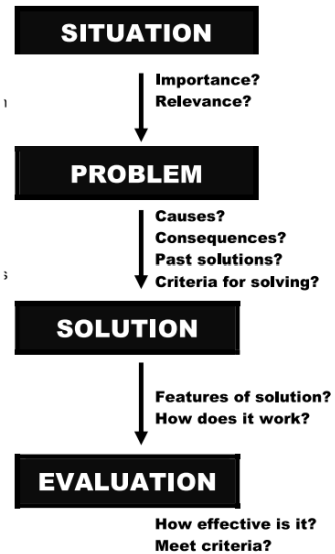 SITUATION
Importance?
Relevance?
PROBLEM
Causes?
Consequences?
Past solutions?
Criteria for solving?
SOLUTION
Features of solution?
How does it work?
EVALUATION
How effective is it?
Meet criteria?